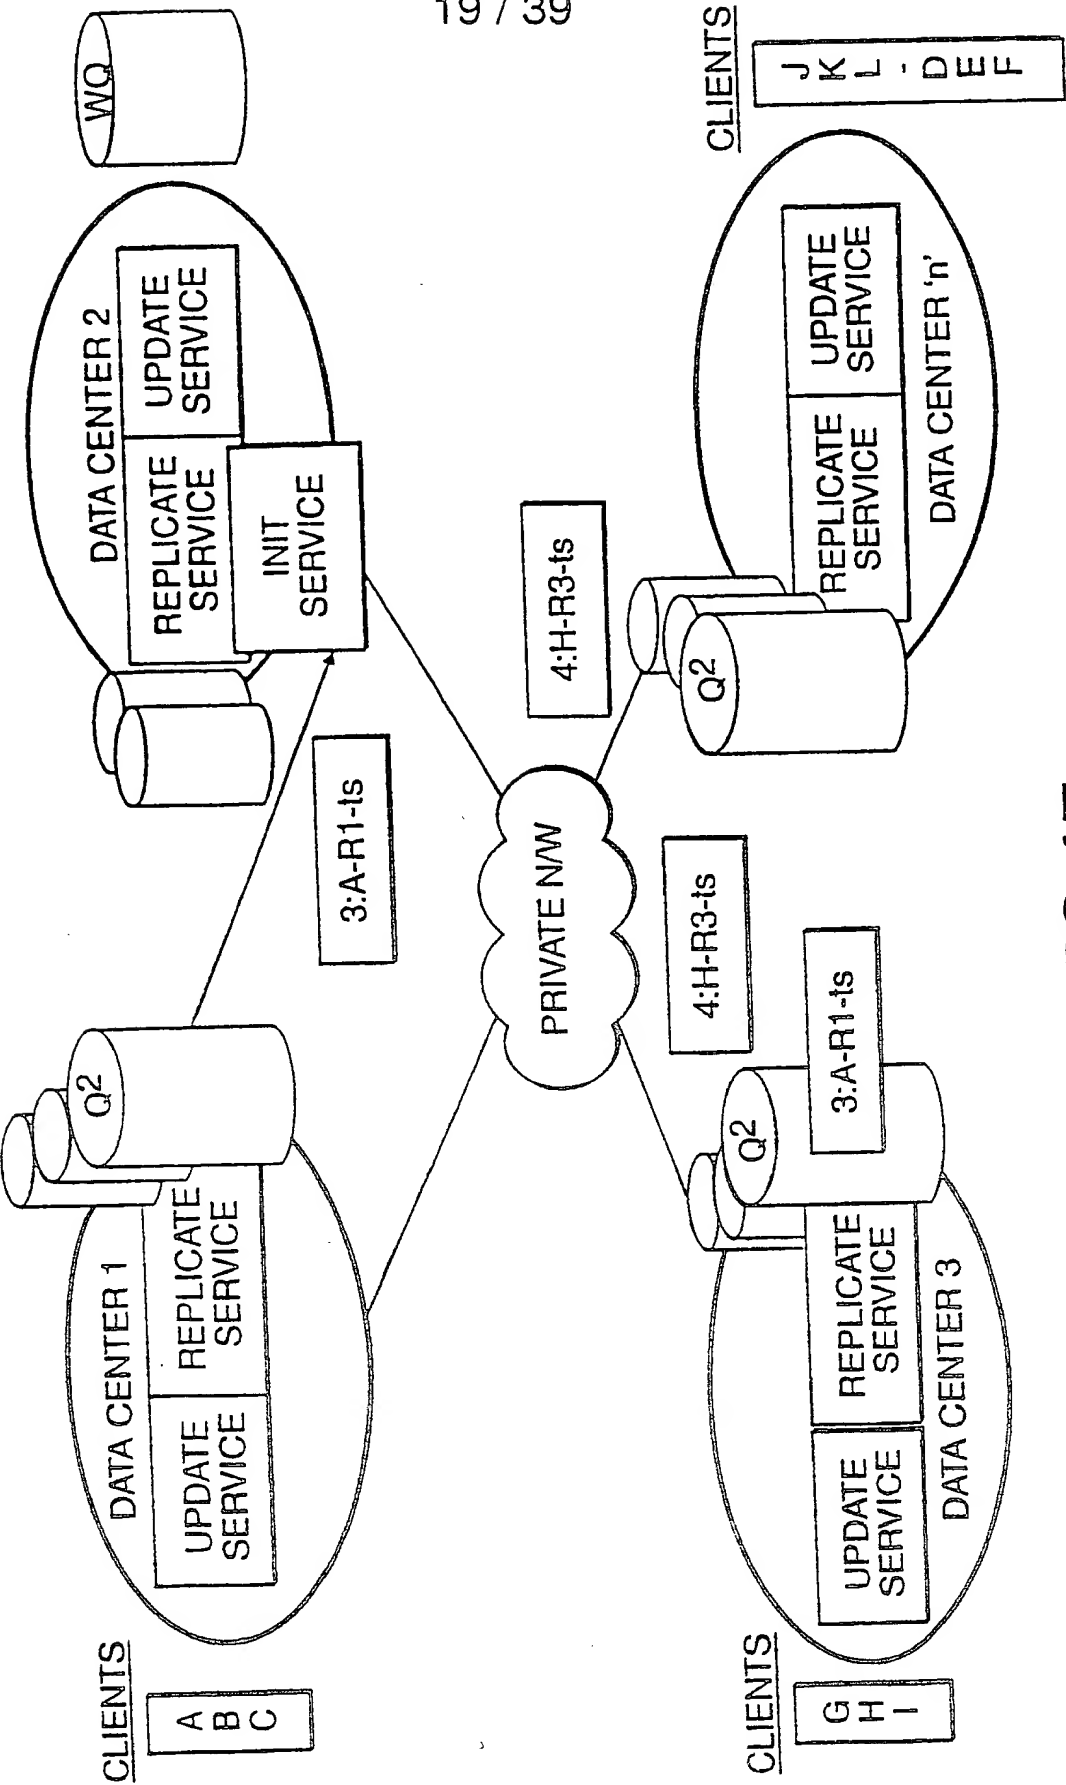 19 / 39
CLIENTS
A
B
C
DATA CENTER 1
UPDATE
SERVICE
REPLICATE
SERVICE
Q2
3:A-R1-ts
DATA CENTER 2
REPLICATE
SERVICE
UPDATE
SERVICE
INIT
SERVICE
WQ
PRIVATE N/W
4:H-R3-ts
4:H-R3-ts
CLIENTS
G
H
I
UPDATE
SERVICE
REPLICATE
SERVICE
DATA CENTER 3
Q2
3:A-R1-ts
Q2
REPLICATE
SERVICE
UPDATE
SERVICE
DATA CENTER 'n'
CLIENTS
J
K
L
-
D
E
F